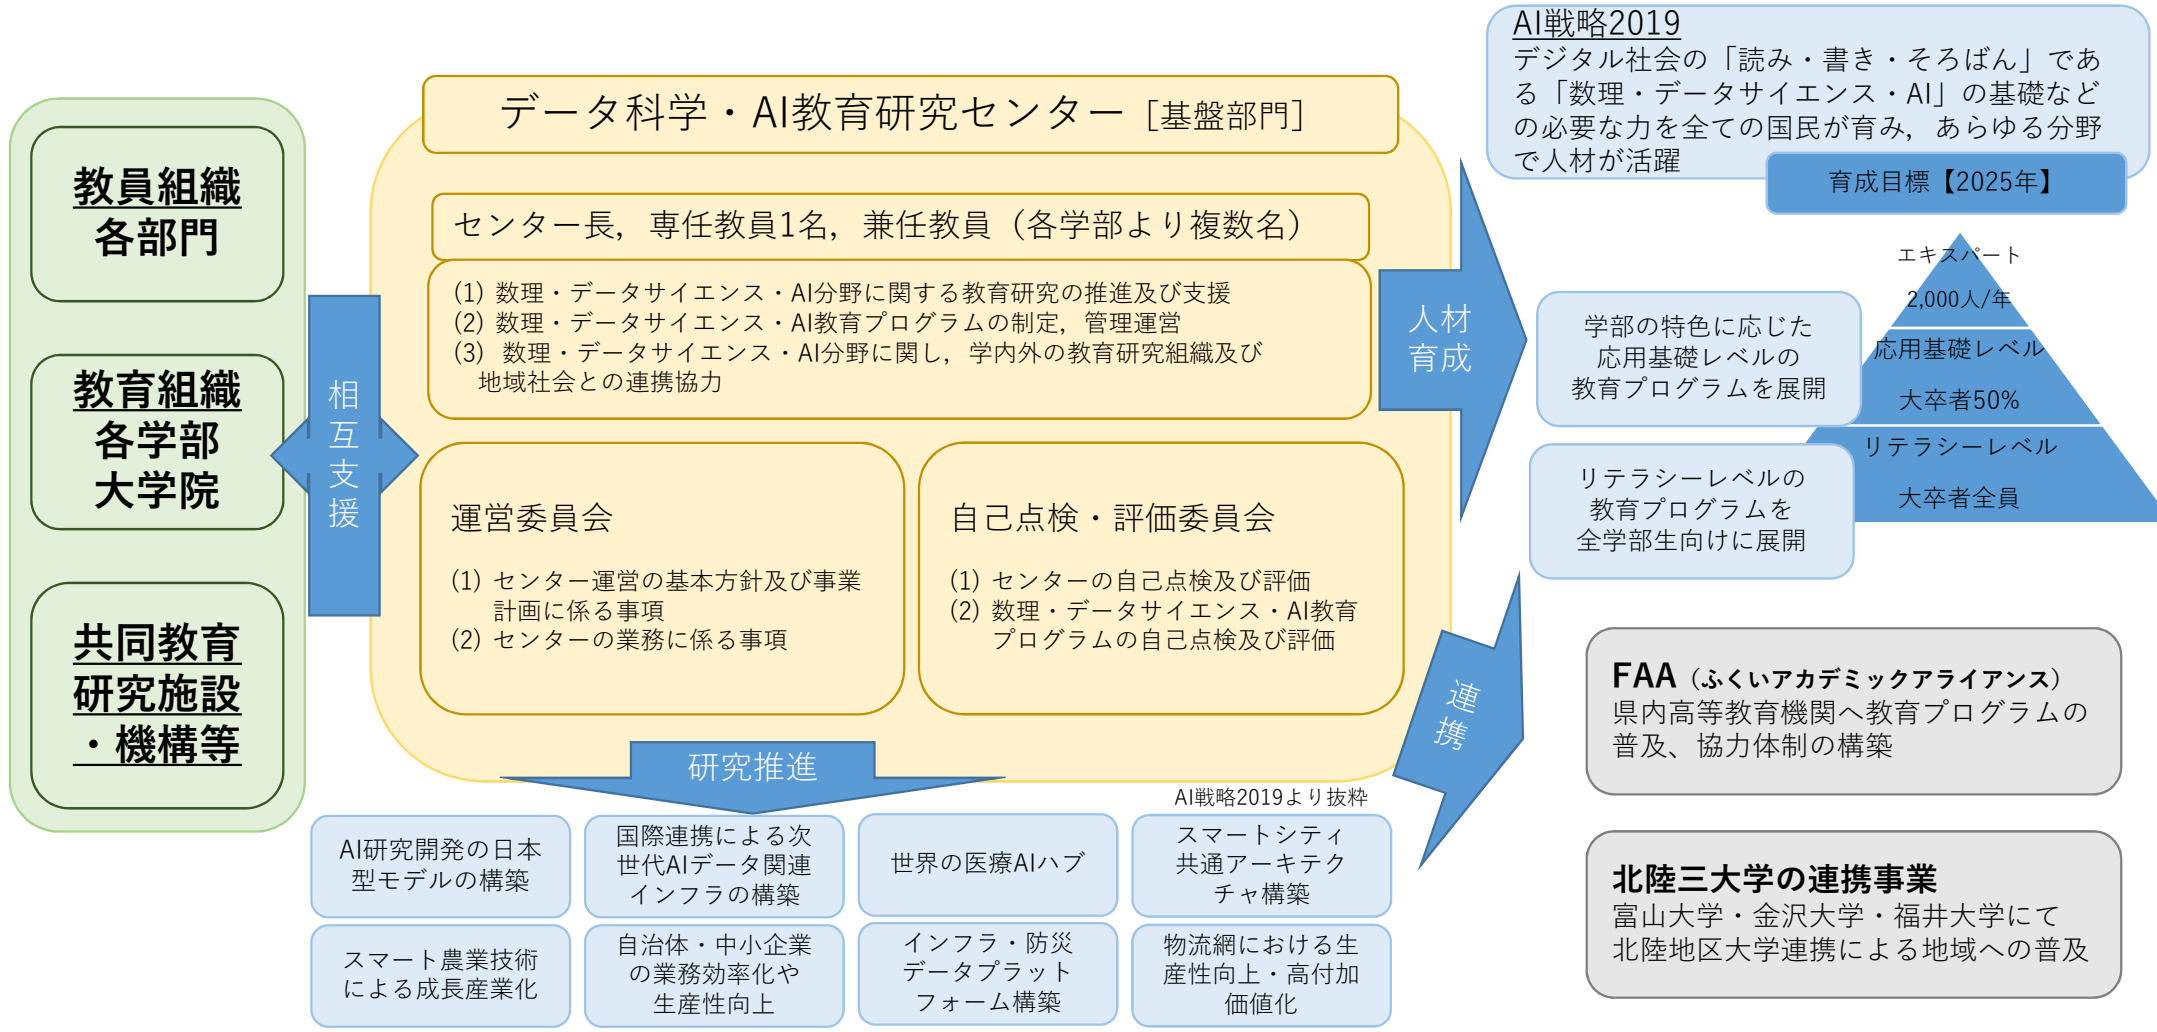 教員組織
各部門
教育組織
各学部
大学院
共同教育
研究施設
・機構等
相互支援
データ科学・AI教育研究センター［基盤部門］
センター長，専任教員1名，兼任教員（各学部より複数名）
(1) 数理・データサイエンス・AI分野に関する教育研究の推進及び支援
(2) 数理・データサイエンス・AI教育プログラムの制定，管理運営
(3) 数理・データサイエンス・AI分野に関し，学内外の教育研究組織及び
地域社会との連携協力
運営委員会
(1) センター運営の基本方針及び事業
計画に係る事項
(2) センターの業務に係る事項
自己点検・評価委員会
(1) センターの自己点検及び評価
(2) 数理・データサイエンス・AI教育
プログラムの自己点検及び評価
人材
育成
連携
研究推進
AI戦略2019より抜粋
AI研究開発の日本
型モデルの構築
国際連携による次
世代AIデータ関連
インフラの構築
世界の医療AIハブ
スマートシティ
共通アーキテク
チャ構築
スマート農業技術
による成長産業化
自治体・中小企業
の業務効率化や
生産性向上
インフラ・防災
データプラット
フォーム構築
物流網における生
産性向上・高付加
価値化
AI戦略2019
デジタル社会の「読み・書き・そろばん」であ
る「数理・データサイエンス・AI」の基礎など
の必要な力を全ての国民が育み，あらゆる分野
で人材が活躍
育成目標【2025年】
エキスパート
2,000人/年
応用基礎レベル
大卒者50%
リテラシーレベル
大卒者全員
学部の特色に応じた
応用基礎レベルの
教育プログラムを展開
リテラシーレベルの
教育プログラムを
全学部生向けに展開
FAA（ふくいアカデミックアライアンス）
県内高等教育機関へ教育プログラムの
普及、協力体制の構築
北陸三大学の連携事業
富山大学・金沢大学・福井大学にて
北陸地区大学連携による地域への普及